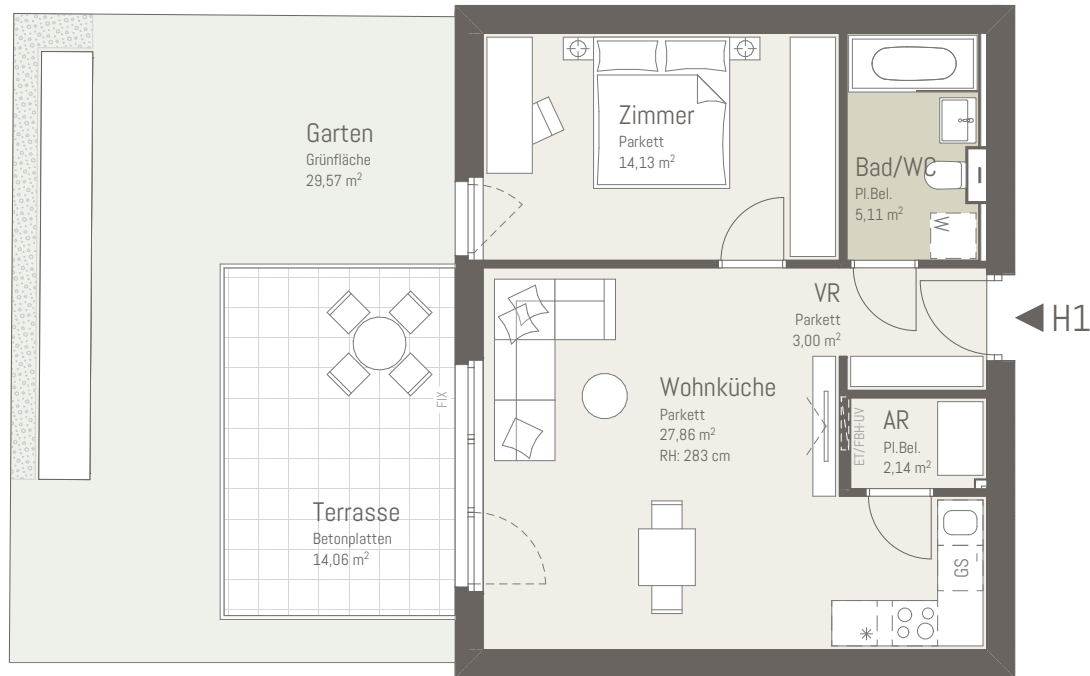 Garten
Grünfläche
29,57 m²
Zimmer
Parkett
14,13 m²
Bad/WC
Pl.Bel.
5,11 m²
W
VR
Parkett
3,00 m²
H1
FIX
Wohnküche
Parkett
27,86 m²
RH: 283 cm
ET/FBH-UV
AR
Pl.Bel.
2,14 m²
Terrasse
Betonplatten
14,06 m²
GS
*